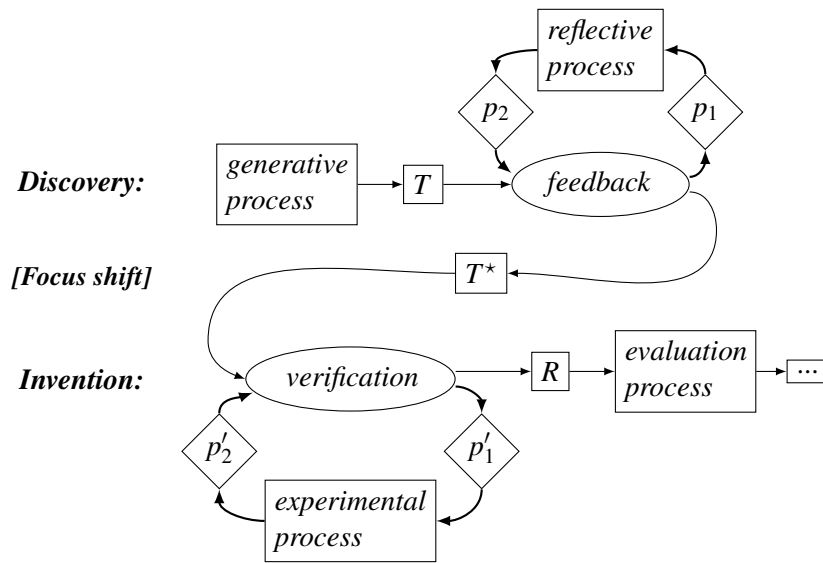 reflective
process
p₂
p₁
Discovery:
generative
process
T
feedback
[Focus shift]
T⋆
Invention:
verification
R
evaluation
process
...
p′₂
p′₁
experimental
process